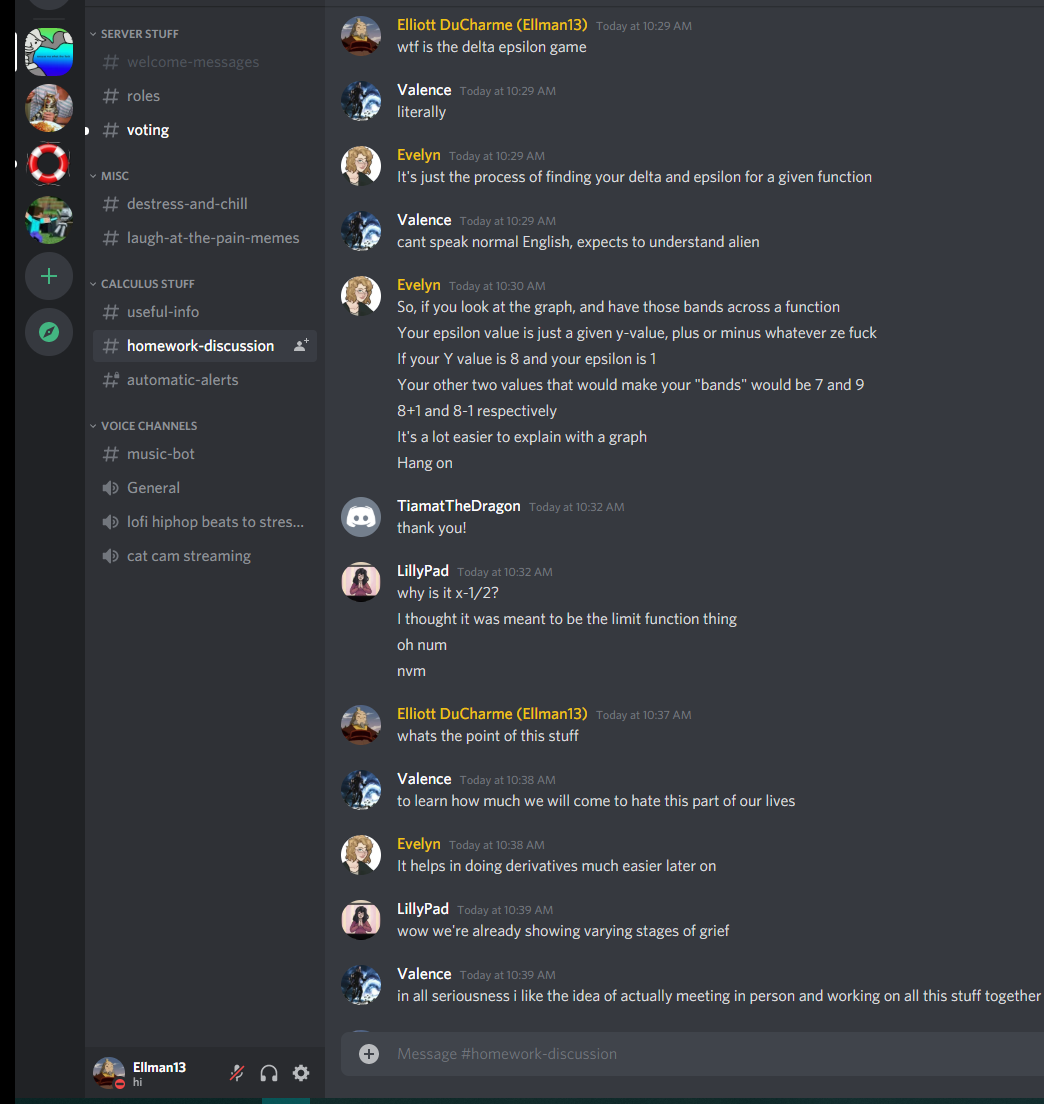 SERVER STUFF
# welcome-messages
# roles
# voting
MISC
# destress-and-chill
# laugh-at-the-pain-memes
CALCULUS STUFF
# useful-info
# homework-discussion
# automatic-alerts
VOICE CHANNELS
# music-bot
General
lofi hiphop beats to stres...
cat cam streaming
Ellman13
hi
Elliott DuCharme (Ellman13) Today at 10:29 AM
wtf is the delta epsilon game
Valence Today at 10:29 AM
literally
Evelyn Today at 10:29 AM
It's just the process of finding your delta and epsilon for a given function
Valence Today at 10:29 AM
cant speak normal English, expects to understand alien
Evelyn Today at 10:30 AM
So, if you look at the graph, and have those bands across a function
Your epsilon value is just a given y-value, plus or minus whatever ze fuck
If your Y value is 8 and your epsilon is 1
Your other two values that would make your "bands" would be 7 and 9
8+1 and 8-1 respectively
It's a lot easier to explain with a graph
Hang on
TiamatTheDragon Today at 10:32 AM
thank you!
LillyPad Today at 10:32 AM
why is it x-1/2?
I thought it was meant to be the limit function thing
oh num
nvm
Elliott DuCharme (Ellman13) Today at 10:37 AM
whats the point of this stuff
Valence Today at 10:38 AM
to learn how much we will come to hate this part of our lives
Evelyn Today at 10:38 AM
It helps in doing derivatives much easier later on
LillyPad Today at 10:39 AM
wow we're already showing varying stages of grief
Valence Today at 10:39 AM
in all seriousness i like the idea of actually meeting in person and working on all this stuff together
Message #homework-discussion